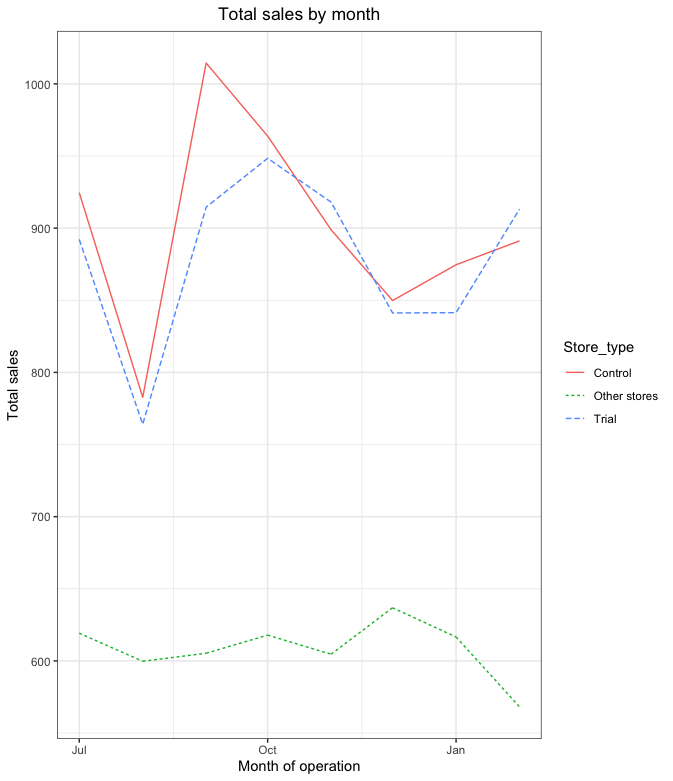 Total sales by month
1000
900
800
700
600
Total sales
Jul
Oct
Jan
Month of operation
Store_type
Control
Other stores
Trial